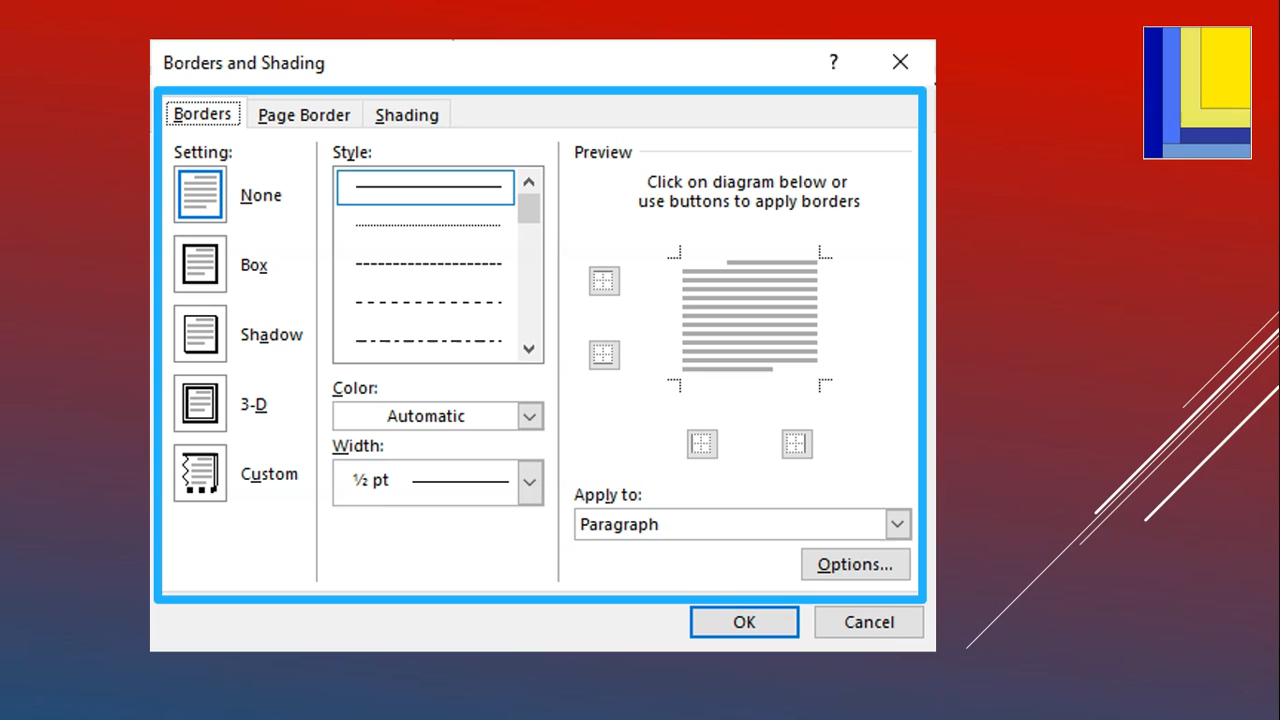 Borders and Shading ?
Borders Page Border Shading
Setting:
None
Box
Shadow
3-D
Custom
Style:
Color:
Automatic
Width:
½ pt
Preview
Click on diagram below or
use buttons to apply borders
Apply to:
Paragraph
Options...
OK Cancel